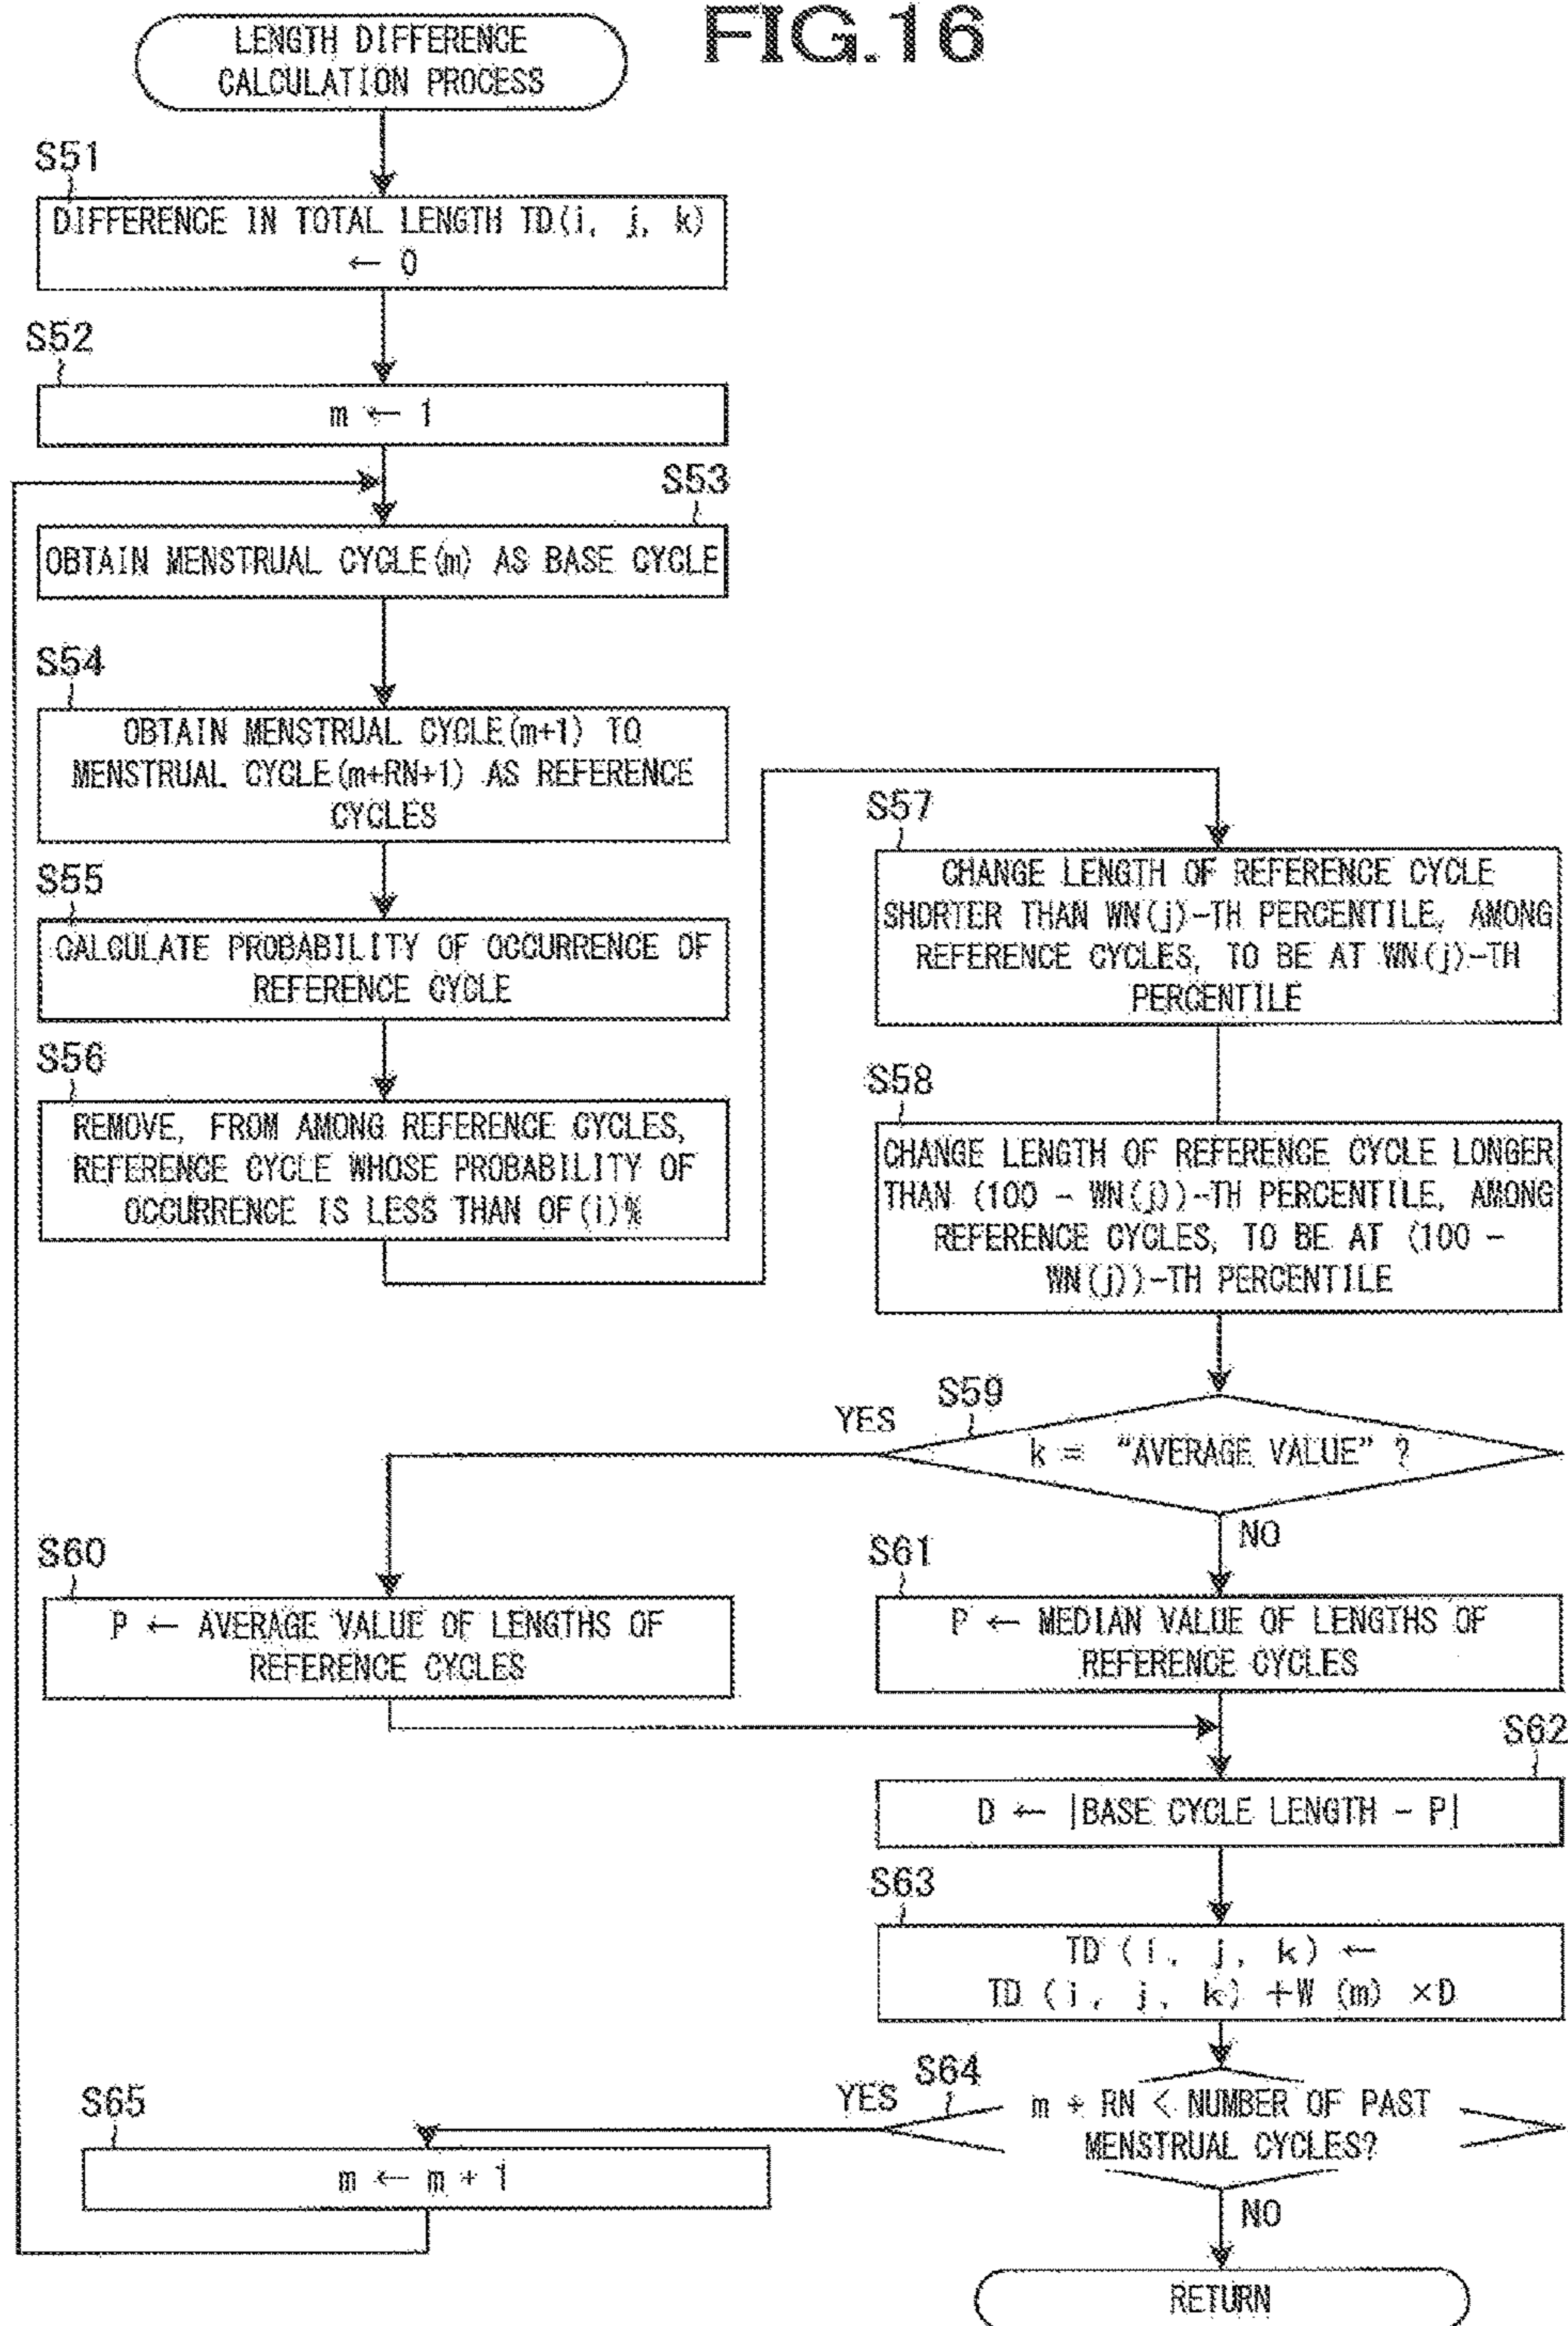 FIG.16
LENGTH DIFFERENCE
CALCULATION PROCESS
S51
DIFFERENCE IN TOTAL LENGTH TD(i, j, k)
← 0
S52
m ← 1
S53
OBTAIN MENSTRUAL CYCLE(m) AS BASE CYCLE
S54
OBTAIN MENSTRUAL CYCLE(m+1) TO
MENSTRUAL CYCLE(m+RN+1) AS REFERENCE
CYCLES
S55
CALCULATE PROBABILITY OF OCCURRENCE OF
REFERENCE CYCLE
S56
REMOVE, FROM AMONG REFERENCE CYCLES,
REFERENCE CYCLE WHOSE PROBABILITY OF
OCCURRENCE IS LESS THAN OF(i)%
S57
CHANGE LENGTH OF REFERENCE CYCLE
SHORTER THAN WN(j)-TH PERCENTILE, AMONG
REFERENCE CYCLES, TO BE AT WN(j)-TH
PERCENTILE
S58
CHANGE LENGTH OF REFERENCE CYCLE LONGER
THAN (100 - WN(j))-TH PERCENTILE, AMONG
REFERENCE CYCLES, TO BE AT (100 -
WN(j))-TH PERCENTILE
S59
k = "AVERAGE VALUE" ?
YES
NO
S60
P ← AVERAGE VALUE OF LENGTHS OF
REFERENCE CYCLES
S61
P ← MEDIAN VALUE OF LENGTHS OF
REFERENCE CYCLES
S62
D ← |BASE CYCLE LENGTH - P|
S63
TD (i, j, k) ←
TD (i, j, k) +W (m) ×D
S64
m + RN < NUMBER OF PAST
MENSTRUAL CYCLES?
YES
NO
S65
m ← m + 1
RETURN